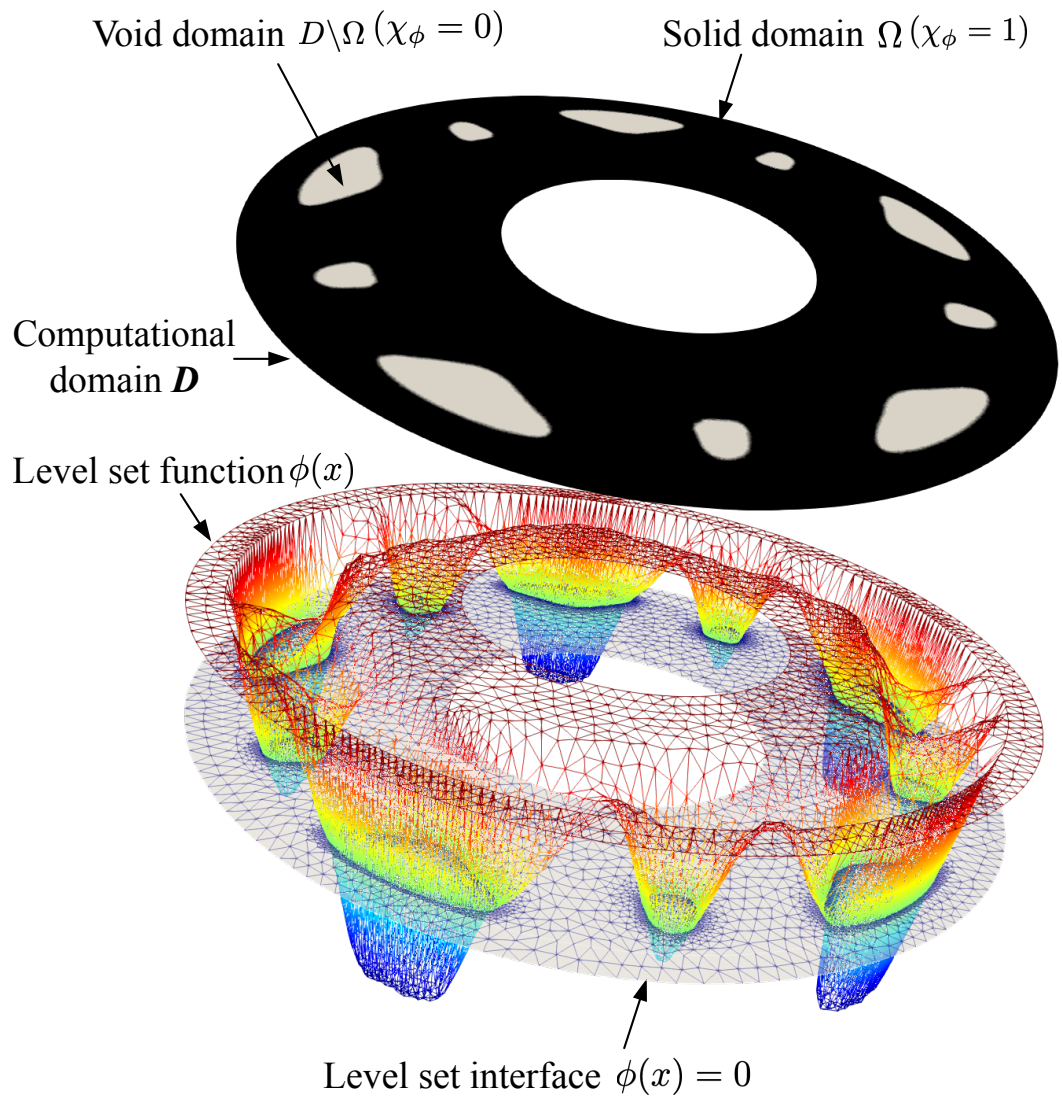 Void domain D\Ω (χ_ϕ = 0)
Solid domain Ω (χ_ϕ = 1)
Computational
domain D
Level set function ϕ(x)
Level set interface ϕ(x) = 0